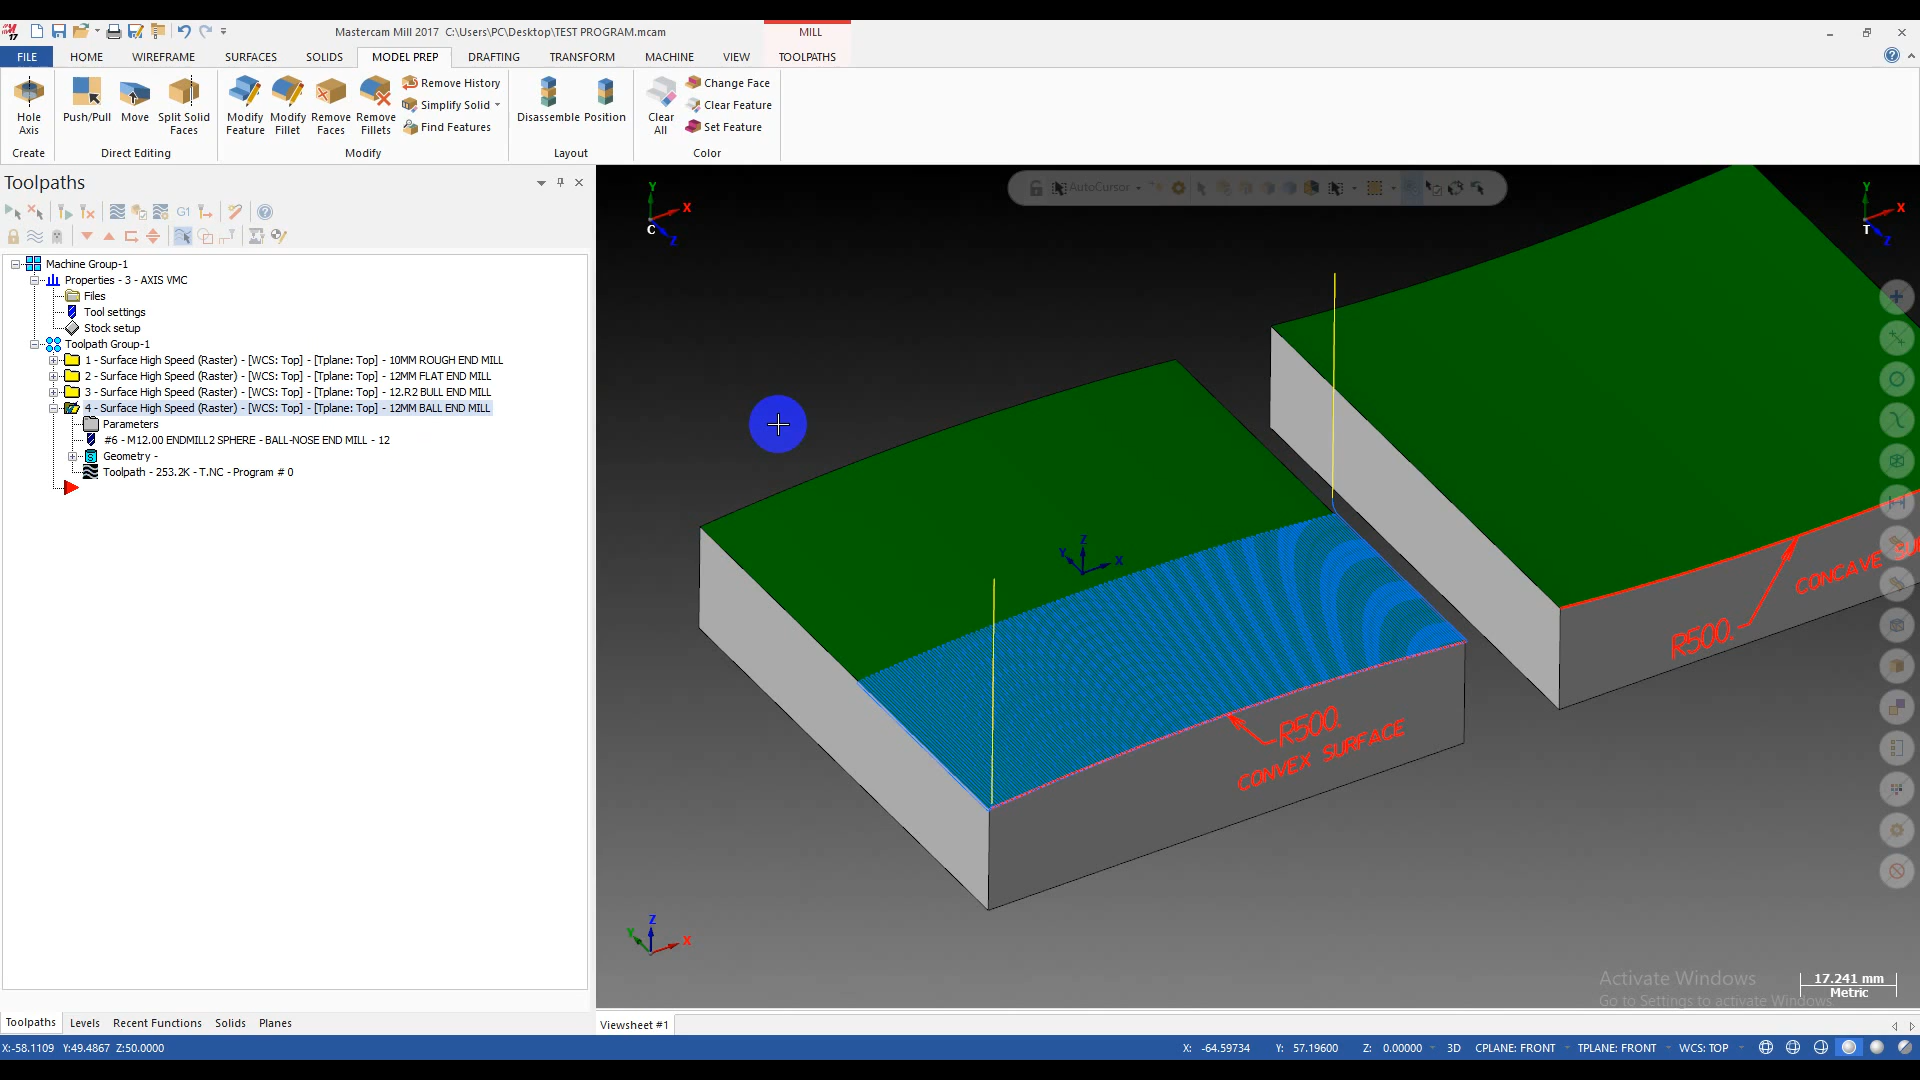 Mastercam Mill 2017 C:\Users\PC\Desktop\TEST PROGRAM.mcam
MILL
FILE HOME WIREFRAME SURFACES SOLIDS MODEL PREP DRAFTING TRANSFORM MACHINE VIEW TOOLPATHS
Hole Axis
Create
Push/Pull Move Split Solid Faces
Direct Editing
Modify Feature Modify Fillet Remove Faces Remove Fillets
Remove History
Simplify Solid
Find Features
Modify
Disassemble Position
Layout
Clear All
Change Face
Clear Feature
Set Feature
Color
Toolpaths
G1
Machine Group-1
Properties - 3 - AXIS VMC
Files
Tool settings
Stock setup
Toolpath Group-1
1 - Surface High Speed (Raster) - [WCS: Top] - [Tplane: Top] - 10MM ROUGH END MILL
2 - Surface High Speed (Raster) - [WCS: Top] - [Tplane: Top] - 12MM FLAT END MILL
3 - Surface High Speed (Raster) - [WCS: Top] - [Tplane: Top] - 12.R2 BULL END MILL
4 - Surface High Speed (Raster) - [WCS: Top] - [Tplane: Top] - 12MM BALL END MILL
Parameters
#6 - M12.00 ENDMILL2 SPHERE - BALL-NOSE END MILL - 12
Geometry -
Toolpath - 253.2K - T.NC - Program # 0
Toolpaths Levels Recent Functions Solids Planes
AutoCursor
Y
X
C
Z
Y
X
T
Z
Z
Y
X
R500.
CONVEX SURFACE
R500.
CONCAVE
Z
Y
X
Activate Windows
Go to Settings to activate Windows.
17.241 mm
Metric
Viewsheet #1
X:-58.1109 Y:49.4867 Z:50.0000
X: -64.59734 Y: 57.19600 Z: 0.00000 3D CPLANE: FRONT TPLANE: FRONT WCS: TOP